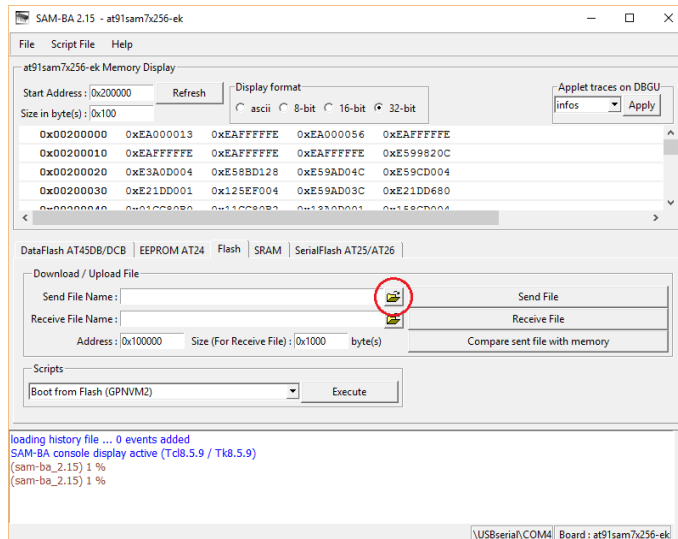 SAM-BA 2.15 - at91sam7x256-ek
File Script File Help
at91sam7x256-ek Memory Display
Start Address : 0x200000 Refresh Display format Applet traces on DBGU
Size in byte(s) : 0x100 ascii 8-bit 16-bit 32-bit infos Apply
0x00200000 0xEA000013 0xEAFFFFFE 0xEA000056 0xEAFFFFFE
0x00200010 0xEAFFFFFE 0xEAFFFFFE 0xEAFFFFFE 0xE599820C
0x00200020 0xE3A0D004 0xE58BD128 0xE59AD04C 0xE59CD004
0x00200030 0xE21DD001 0x125EF004 0xE59AD03C 0xE21DD680
DataFlash AT45DB/DCB EEPROM AT24 Flash SRAM SerialFlash AT25/AT26
Download / Upload File
Send File Name : Send File
Receive File Name : Receive File
Address : 0x100000 Size (For Receive File) : 0x1000 byte(s) Compare sent file with memory
Scripts
Boot from Flash (GPNVM2) Execute
loading history file ... 0 events added
SAM-BA console display active (Tcl8.5.9 / Tk8.5.9)
(sam-ba_2.15) 1 %
(sam-ba_2.15) 1 %
\USBserial\COM4 Board : at91sam7x256-ek